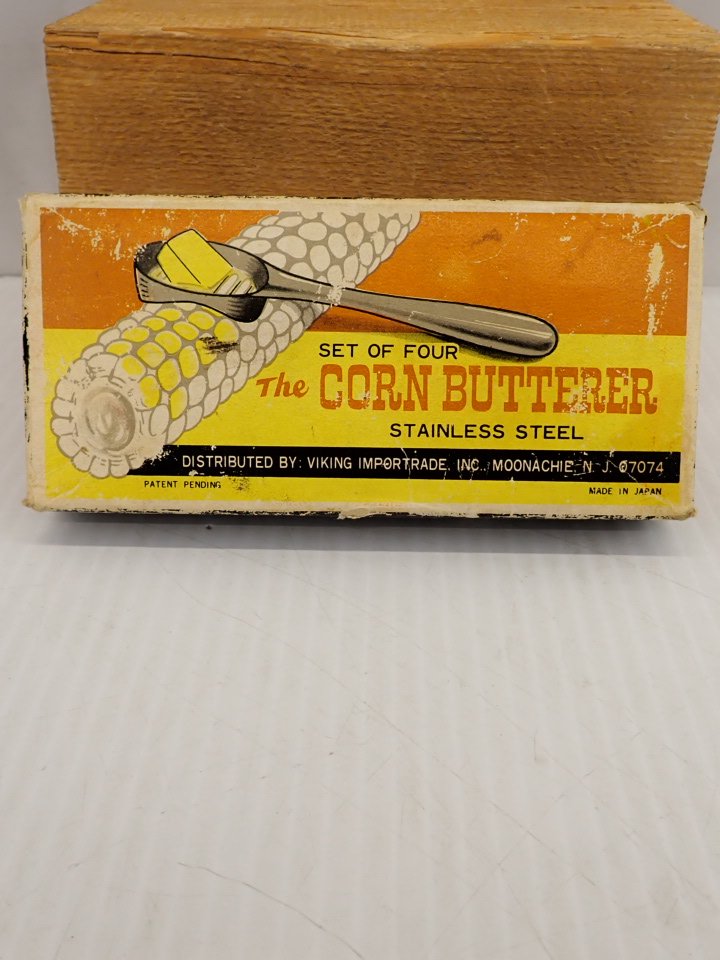 SET OF FOUR
The CORN BUTTERER
STAINLESS STEEL
DISTRIBUTED BY: VIKING IMPORTRADE, INC., MOONACHIE, N. J. 07074
PATENT PENDING
MADE IN JAPAN